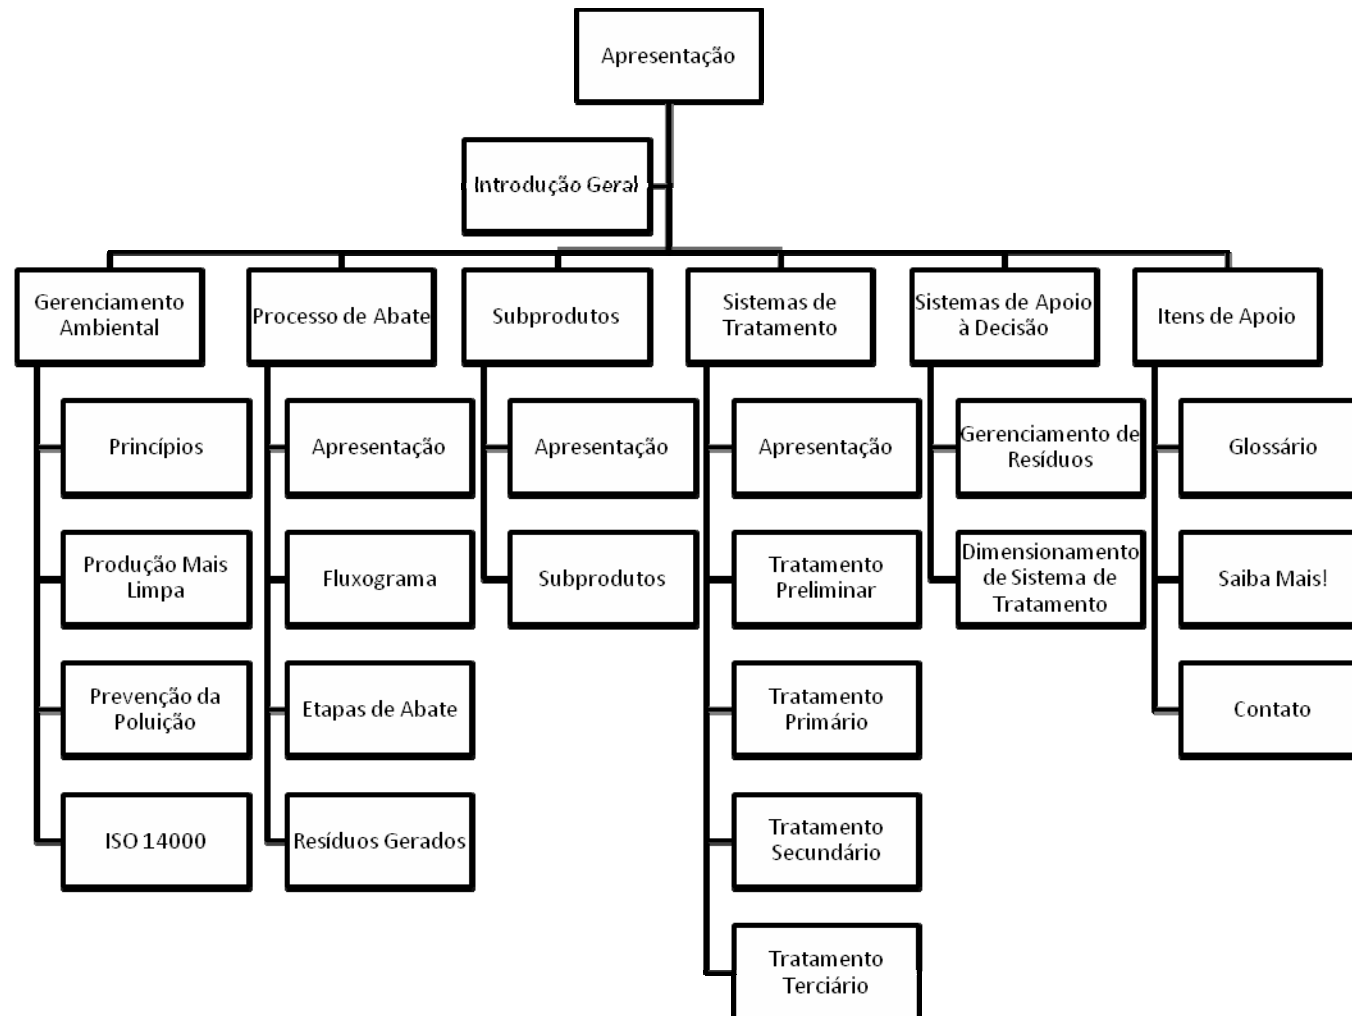 Apresentação
Introdução Geral
Gerenciamento
Ambiental
Processo de Abate
Subprodutos
Sistemas de
Tratamento
Sistemas de Apoio
à Decisão
Itens de Apoio
Princípios
Produção Mais
Limpa
Prevenção da
Poluição
ISO 14000
Apresentação
Fluxograma
Etapas de Abate
Resíduos Gerados
Apresentação
Subprodutos
Apresentação
Tratamento
Preliminar
Tratamento
Primário
Tratamento
Secundário
Tratamento
Terciário
Gerenciamento de
Resíduos
Dimensionamento
de Sistema de
Tratamento
Glossário
Saiba Mais!
Contato